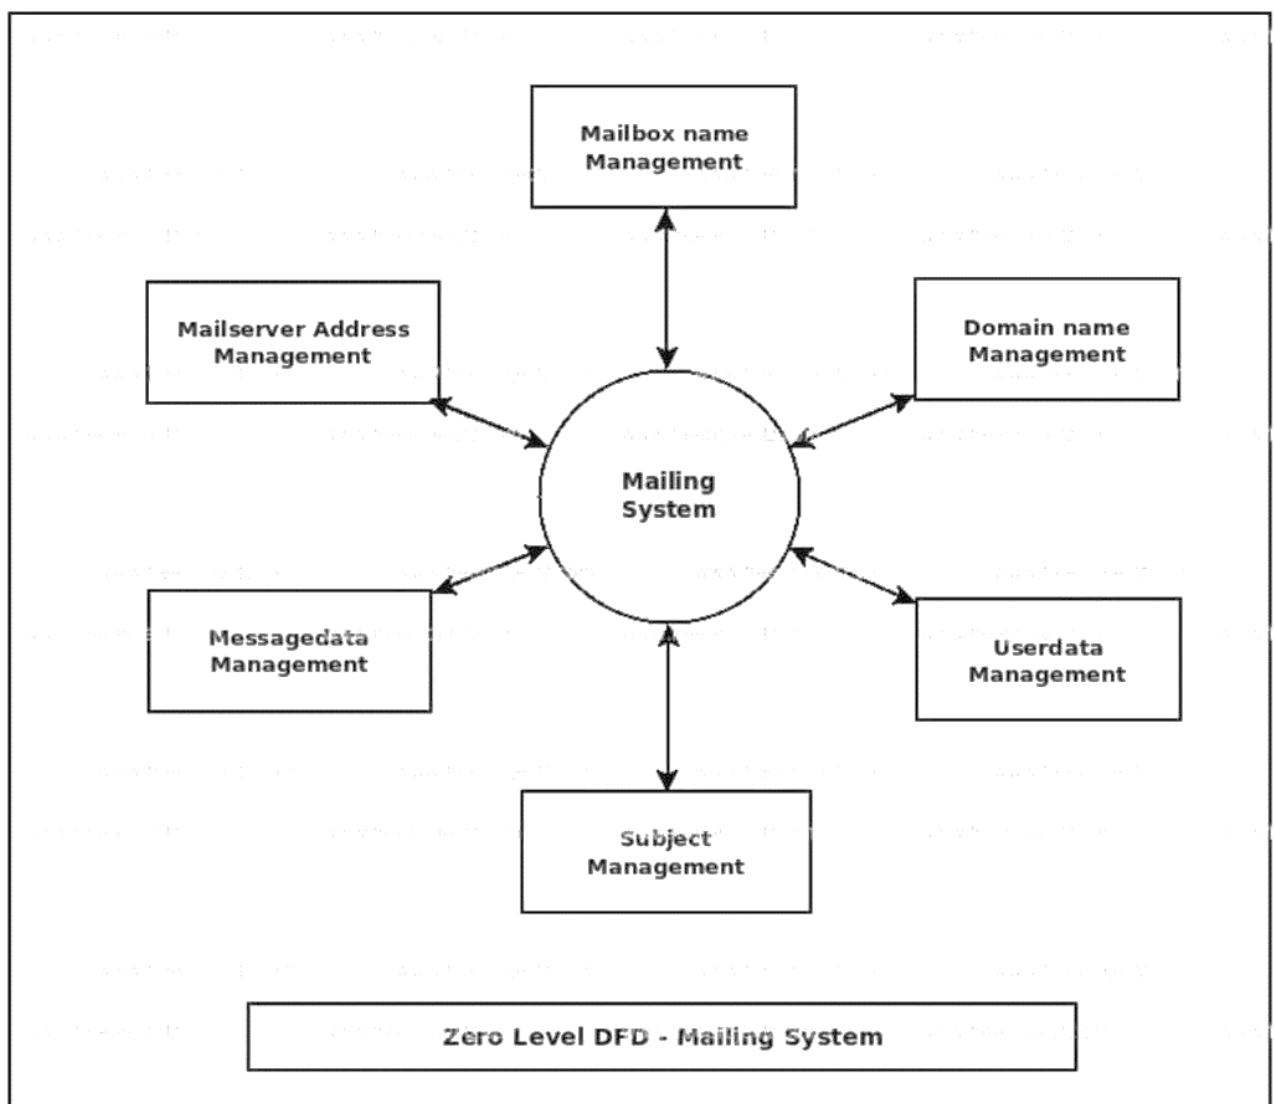 Mailbox name
Management
Mailserver Address
Management
Domain name
Management
Mailing
System
Messagedata
Management
Userdata
Management
Subject
Management
Zero Level DFD - Mailing System